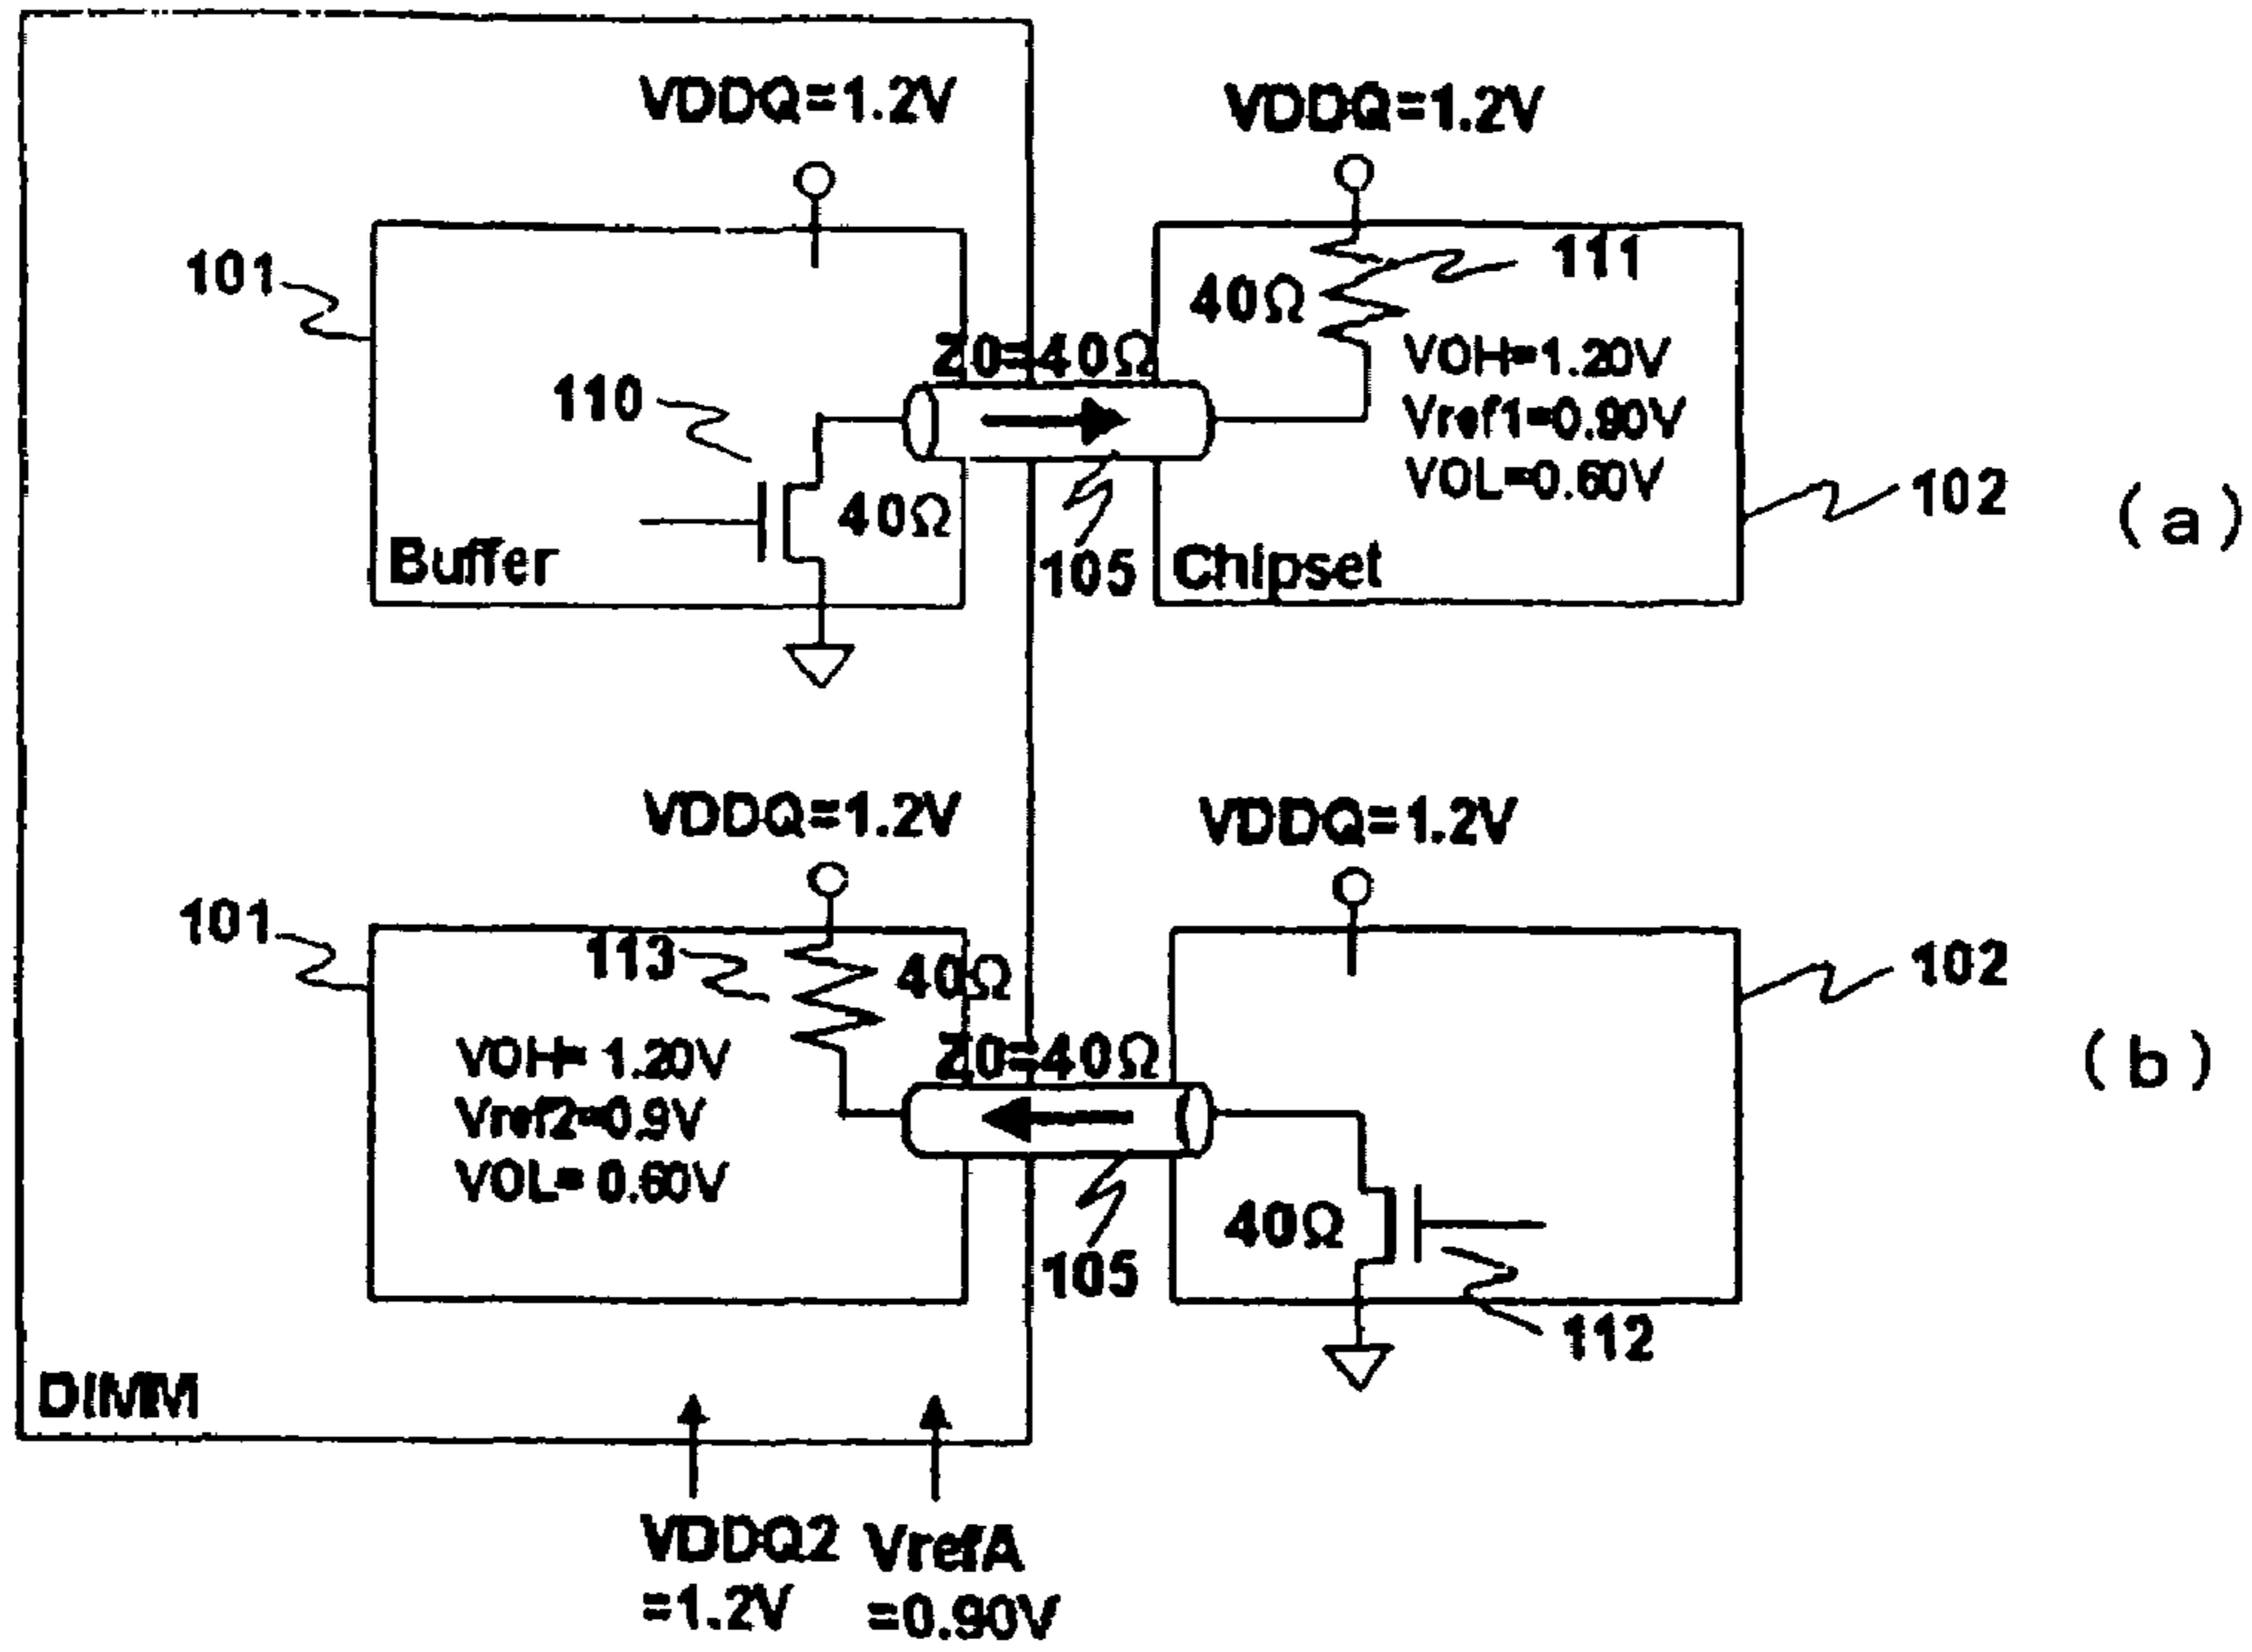 VDDQ=1.2V
VDDQ=1.2V
101
111
40Ω
Z0=40Ω
VOH=1.20V
110
Vref1=0.90V
VOL=0.60V
102
40Ω
(a)
Buffer
105
Chipset
VDDQ=1.2V
VDDQ=1.2V
101
113
40Ω
102
VOH= 1.20V
Z0=40Ω
(b)
Vref2=0.9V
VOL= 0.60V
40Ω
105
112
DIMM
VDDQ2
=1.2V
VrefA
=0.90V